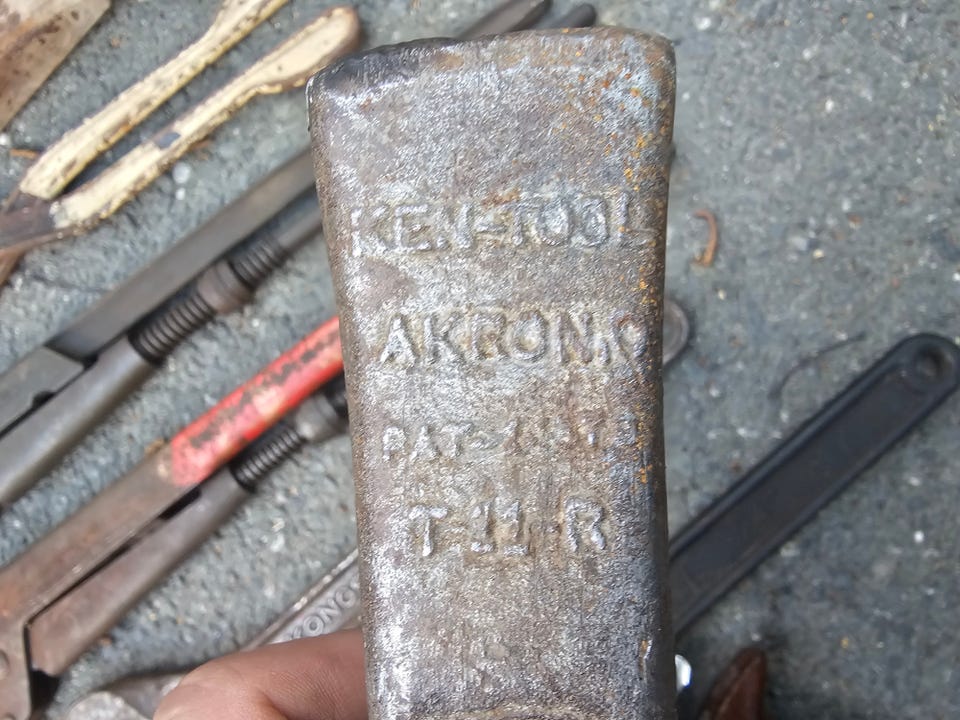 KEN-TOOL
AKRON, O
PAT-
T-11-R